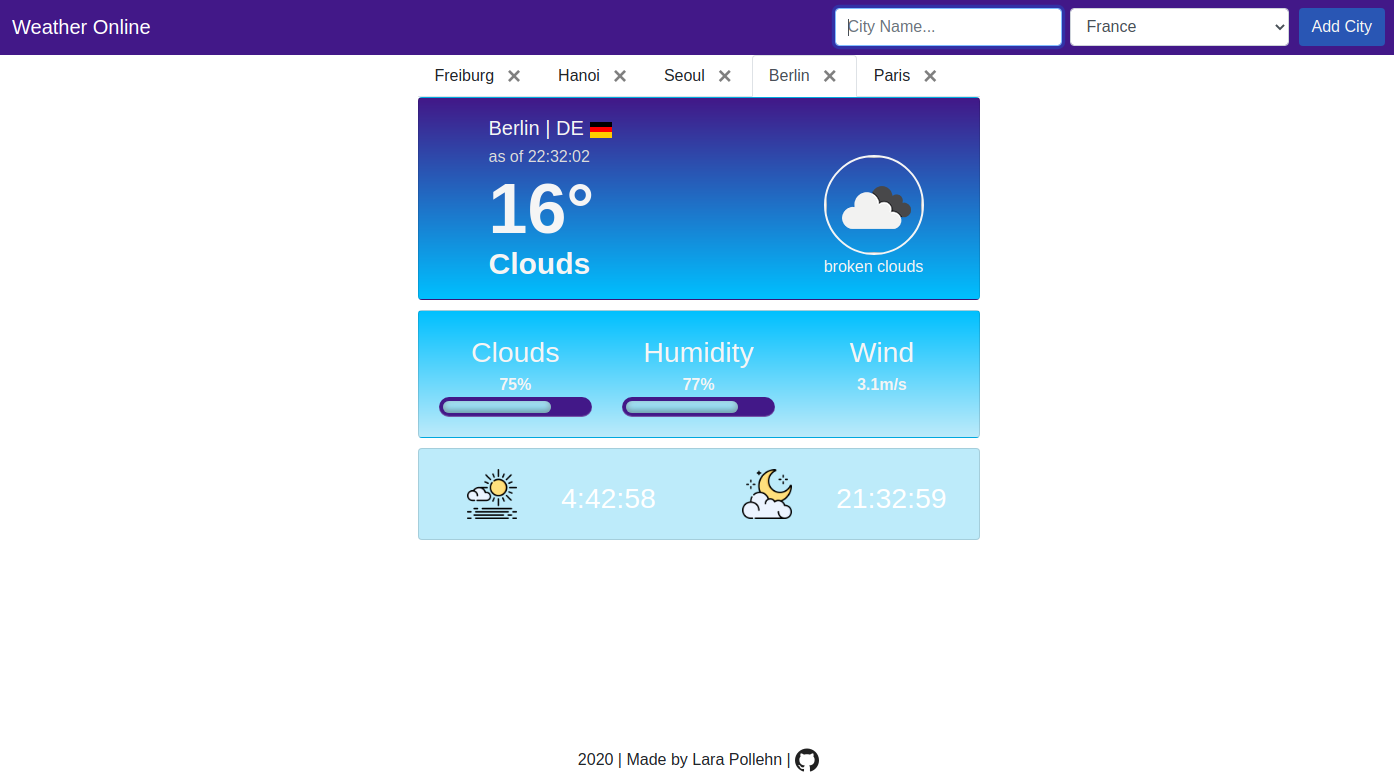 Weather Online
City Name...
France
Add City
Freiburg
Hanoi
Seoul
Berlin
Paris
Berlin | DE
as of 22:32:02
16°
Clouds
broken clouds
Clouds
Humidity
Wind
75%
77%
3.1m/s
4:42:58
21:32:59
2020 | Made by Lara Pollehn |